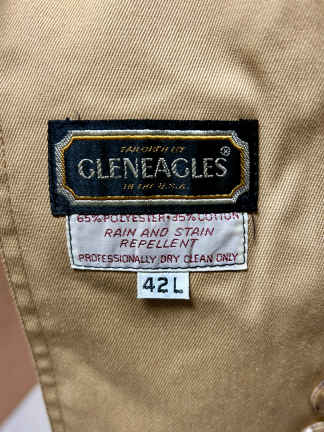 TAILORED BY
GLENEAGLES®
IN THE U.S.A.
65% POLYESTER·35% COTTON
RAIN AND STAIN
REPELLENT
PROFESSIONALLY DRY CLEAN ONLY
42L